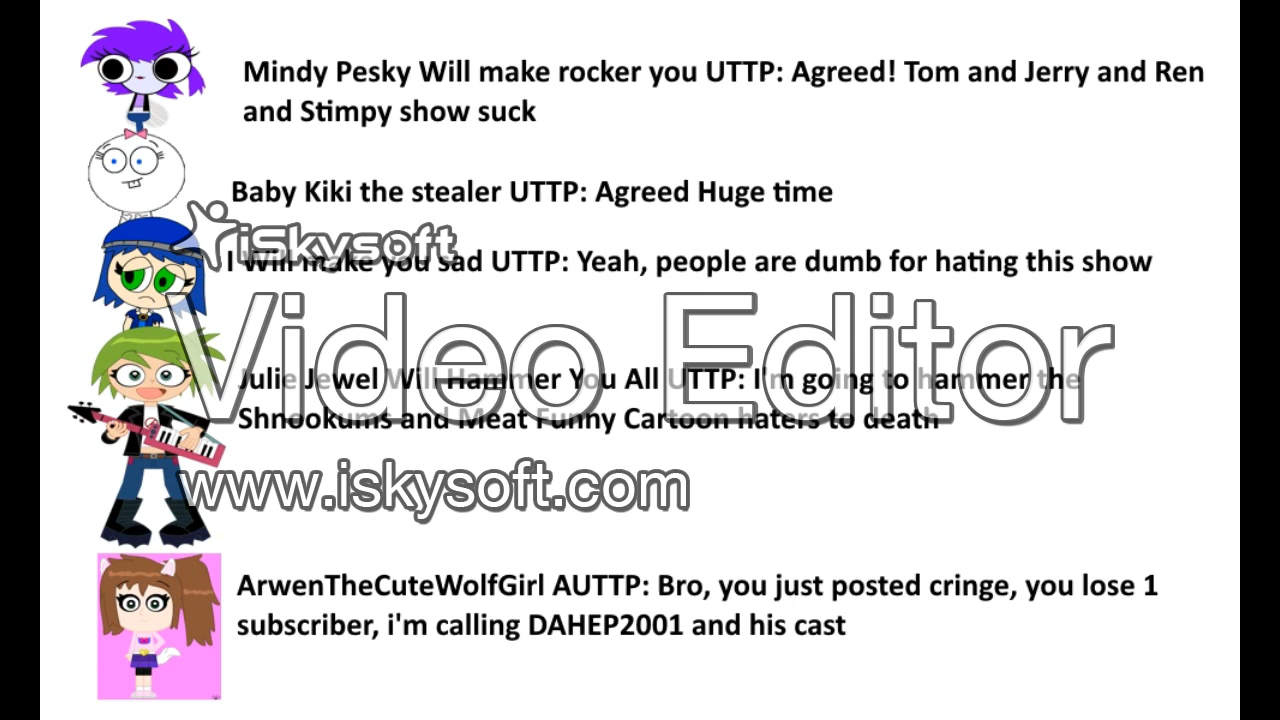 Mindy Pesky Will make rocker you UTTP: Agreed! Tom and Jerry and Ren
and Stimpy show suck
Baby Kiki the stealer UTTP: Agreed Huge time
iSkysoft
I Will make you sad UTTP: Yeah, people are dumb for hating this show
Video Editor
Julie Jewel Will Hammer You All UTTP: I'm going to hammer the
Shnookums and Meat Funny Cartoon haters to death
www.iskysoft.com
ArwenTheCuteWolfGirl AUTTP: Bro, you just posted cringe, you lose 1
subscriber, i'm calling DAHEP2001 and his cast